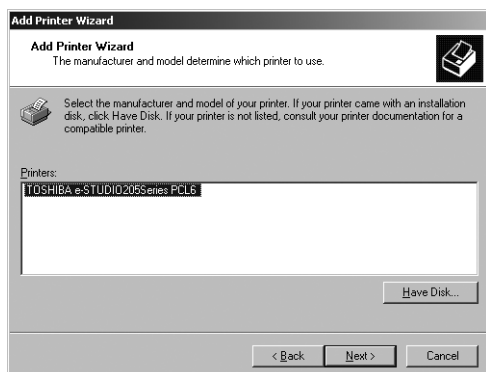 Add Printer Wizard
Add Printer Wizard
The manufacturer and model determine which printer to use.
Select the manufacturer and model of your printer. If your printer came with an installation
disk, click Have Disk. If your printer is not listed, consult your printer documentation for a
compatible printer.
Printers:
TOSHIBA e-STUDIO205Series PCL6
Have Disk...
< Back
Next >
Cancel